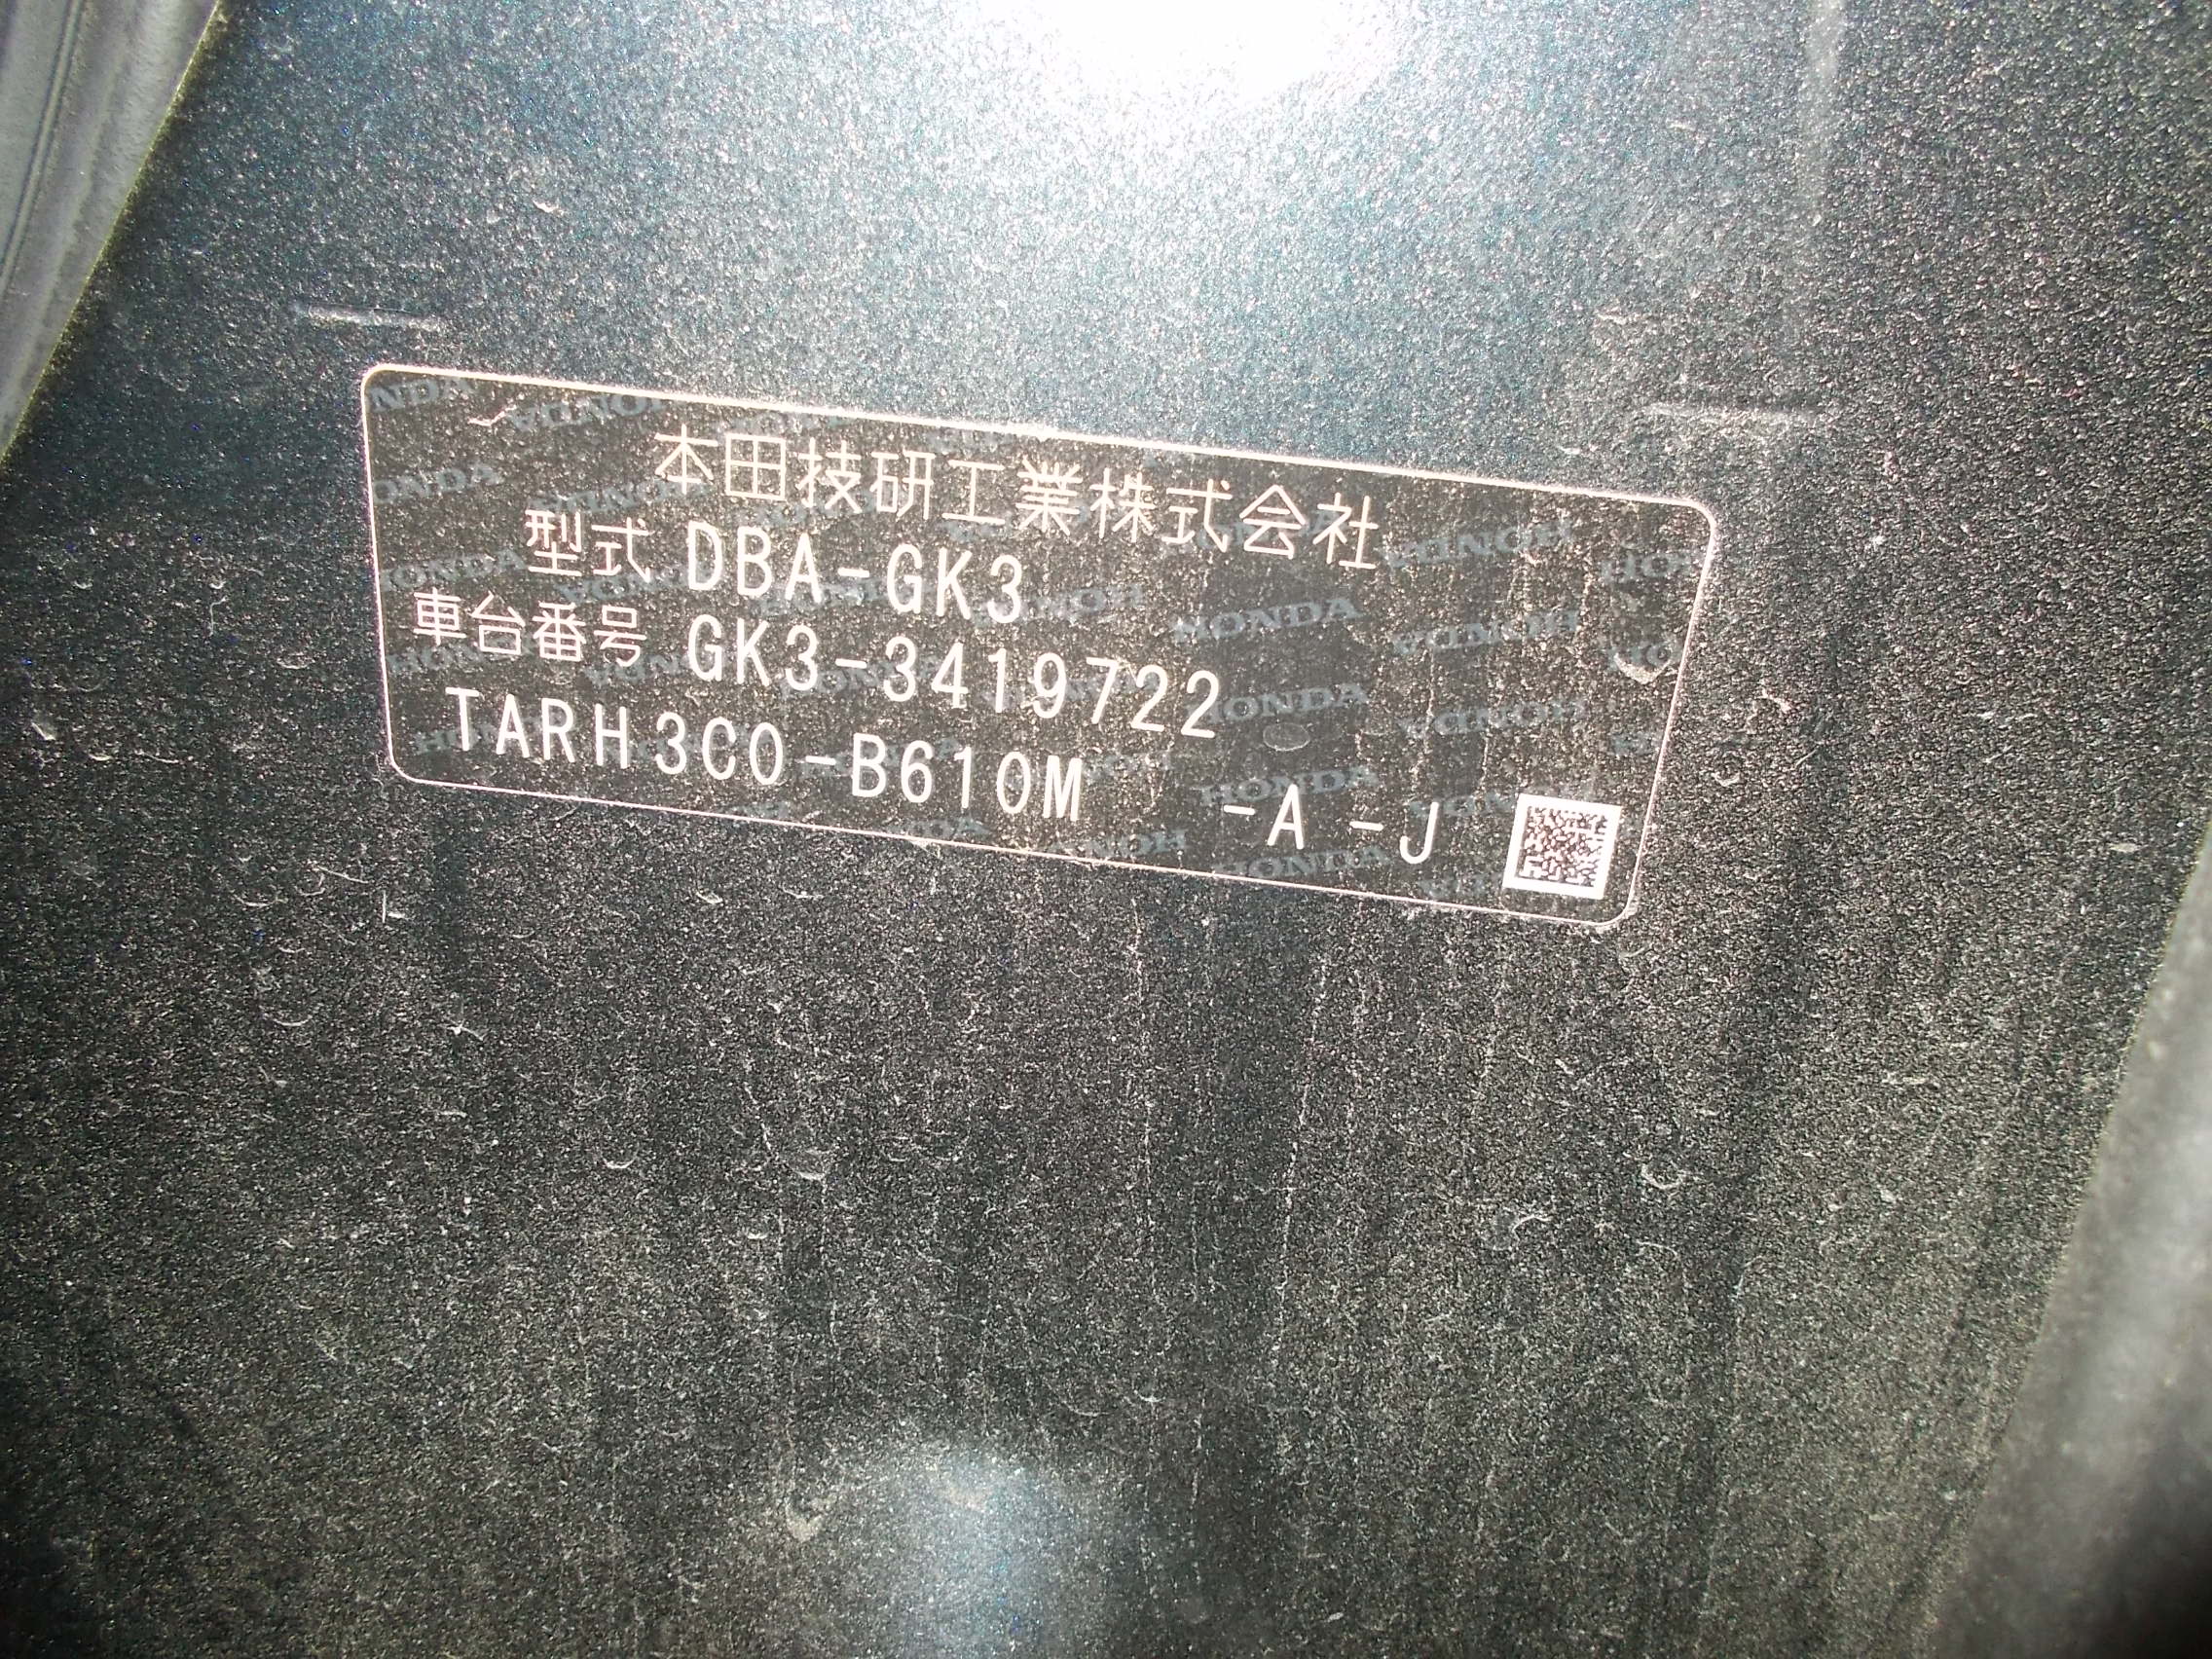 本田技研工業株式会社
型式 DBA-GK3
車台番号 GK3-3419722
TARH3C0-B610M -A -J